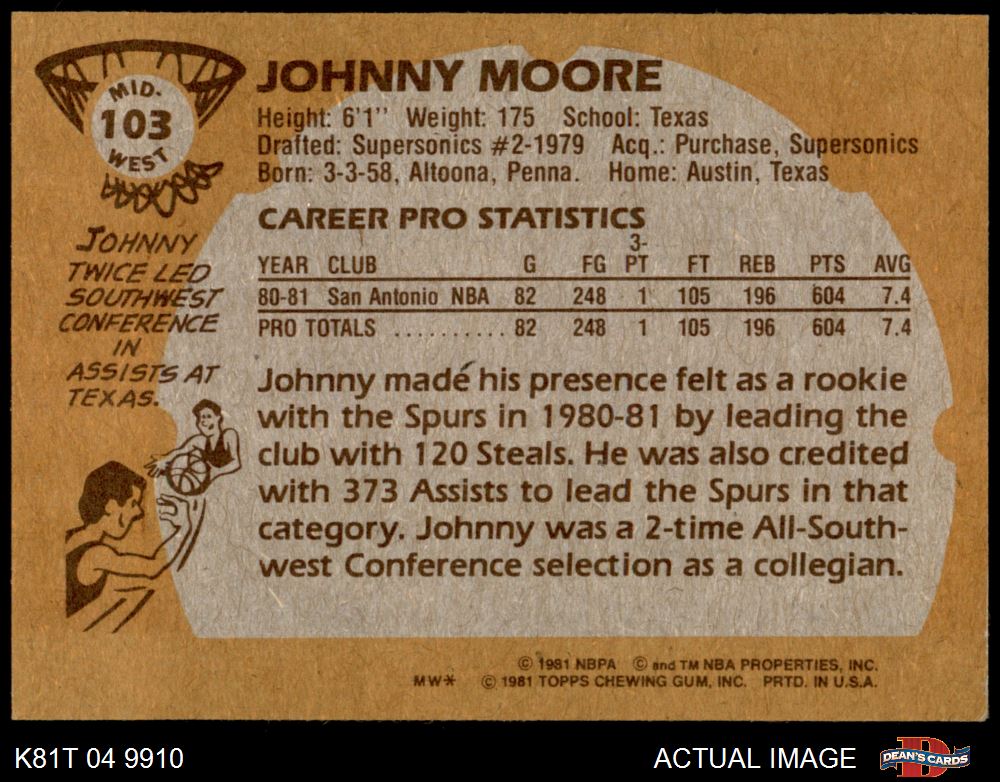 MID-
103
WEST
JOHNNY MOORE
Height: 6'1'' Weight: 175 School: Texas
Drafted: Supersonics #2-1979 Acq.: Purchase, Supersonics
Born: 3-3-58, Altoona, Penna. Home: Austin, Texas
JOHNNY
TWICE LED
SOUTHWEST
CONFERENCE
IN
ASSISTS AT
TEXAS.
CAREER PRO STATISTICS
YEAR CLUB G FG 3-PT FT REB PTS AVG
80-81 San Antonio NBA 82 248 1 105 196 604 7.4
PRO TOTALS .......... 82 248 1 105 196 604 7.4
Johnny made his presence felt as a rookie
with the Spurs in 1980-81 by leading the
club with 120 Steals. He was also credited
with 373 Assists to lead the Spurs in that
category. Johnny was a 2-time All-South-
west Conference selection as a collegian.
© 1981 NBPA © and TM NBA PROPERTIES, INC.
MW* © 1981 TOPPS CHEWING GUM, INC. PRTD. IN U.S.A.
K81T 04 9910 ACTUAL IMAGE DEAN'S CARDS